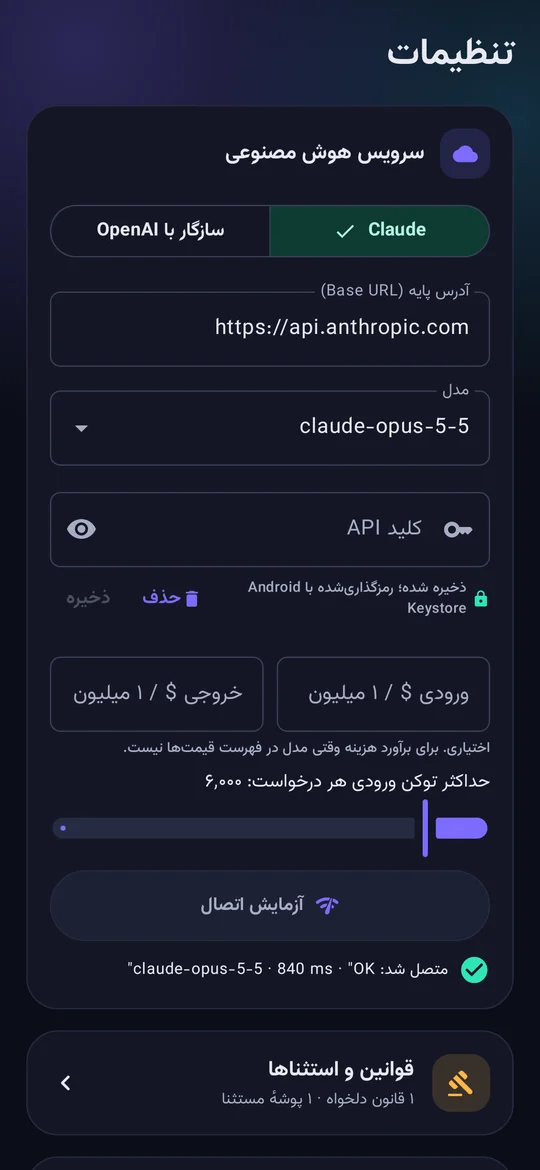 تنظیمات
سرویس هوش مصنوعی
Claude
سازگار با OpenAI
آدرس پایه (Base URL)
https://api.anthropic.com
مدل
claude-opus-5-5
کلید API
ذخیره شده؛ رمزگذاری‌شده با Android
Keystore
حذف
ذخیره
ورودی $ / ۱ میلیون
خروجی $ / ۱ میلیون
اختیاری. برای برآورد هزینه وقتی مدل در فهرست قیمت‌ها نیست.
حداکثر توکن ورودی هر درخواست: ۶,۰۰۰
آزمایش اتصال
متصل شد: "claude-opus-5-5 · 840 ms · "OK
قوانین و استثناها
۱ قانون دلخواه · ۱ پوشهٔ مستثنا